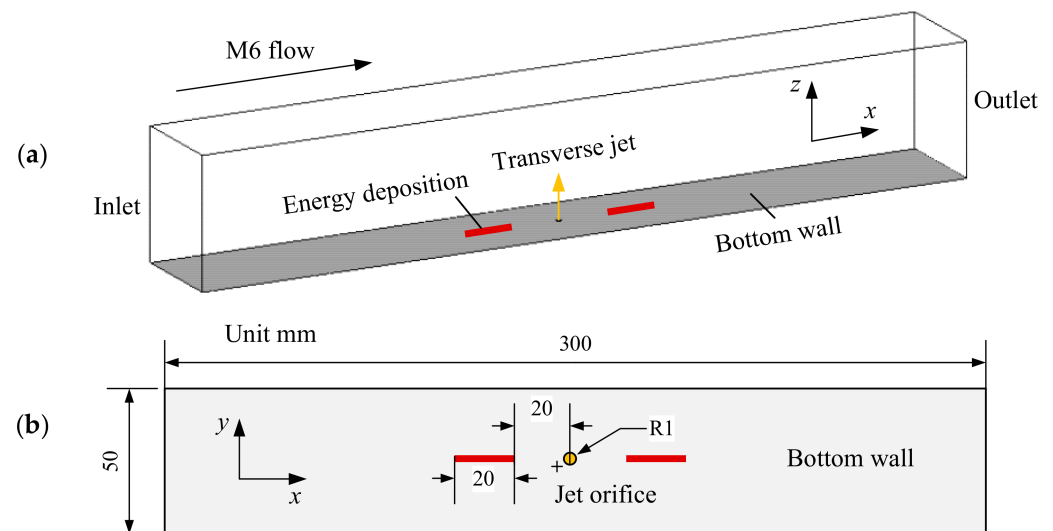 M6 flow
z
x
Outlet
(a)
Transverse jet
Energy deposition
Inlet
Bottom wall
Unit mm
300
(b)
y
x
50
20
20
+
R1
Jet orifice
Bottom wall